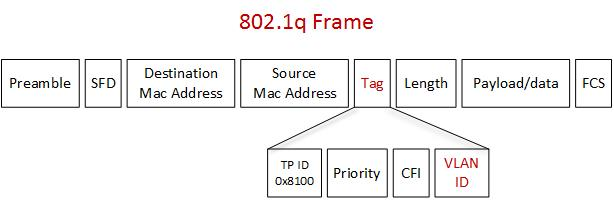 802.1q Frame
Preamble
SFD
Destination
Mac Address
Source
Mac Address
Tag
Length
Payload/data
FCS
TP ID
0x8100
Priority
CFI
VLAN
ID